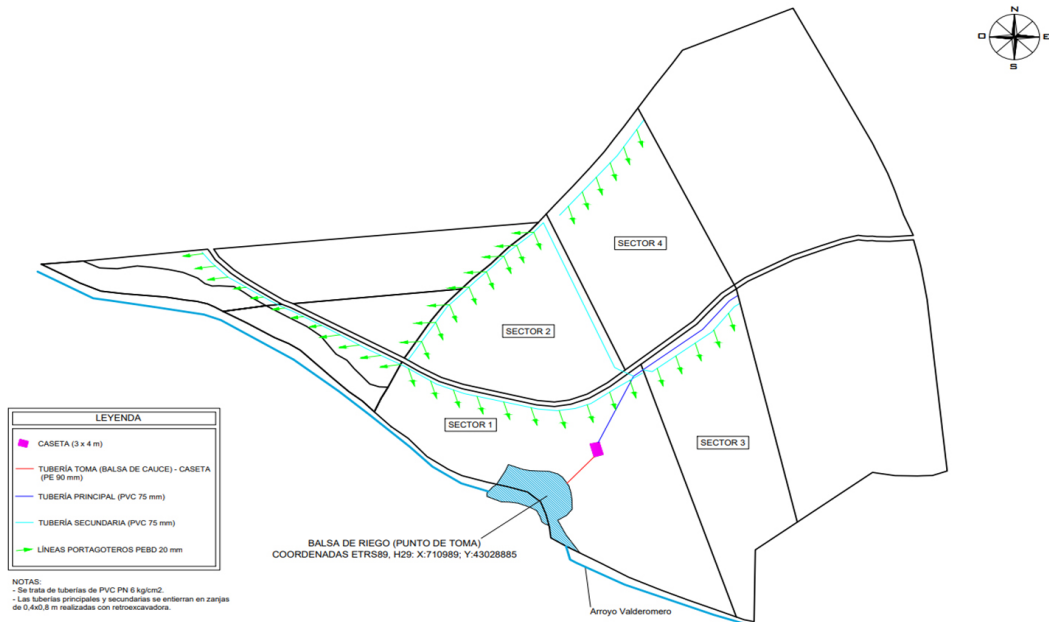 N
O
E
S
SECTOR 4
SECTOR 2
SECTOR 1
SECTOR 3
LEYENDA
CASETA (3 x 4 m)
TUBERÍA TOMA (BALSA DE CAUCE) - CASETA
(PE 90 mm)
TUBERÍA PRINCIPAL (PVC 75 mm)
TUBERÍA SECUNDARIA (PVC 75 mm)
LÍNEAS PORTAGOTEROS PEBD 20 mm
BALSA DE RIEGO (PUNTO DE TOMA)
COORDENADAS ETRS89, H29: X:710989; Y:43028885
NOTAS:
- Se trata de tuberías de PVC PN 6 kg/cm2.
- Las tuberías principales y secundarias se entierran en zanjas
de 0,4x0,8 m realizadas con retroexcavadora.
Arroyo Valderomero